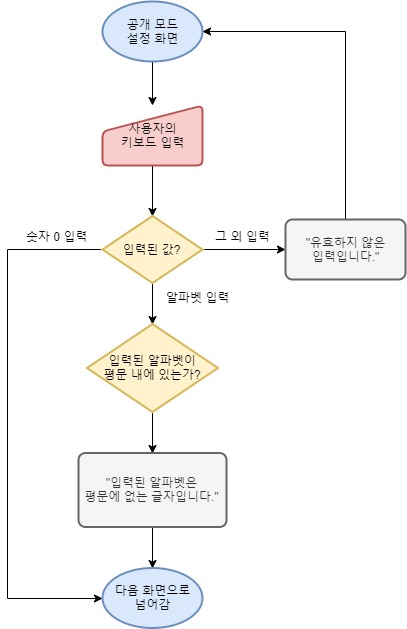 공개 모드
설정 화면
사용자의
키보드 입력
숫자 0 입력
입력된 값?
그 외 입력
"유효하지 않은
입력입니다."
알파벳 입력
입력된 알파벳이
평문 내에 있는가?
"입력된 알파벳은
평문에 없는 글자입니다."
다음 화면으로
넘어감